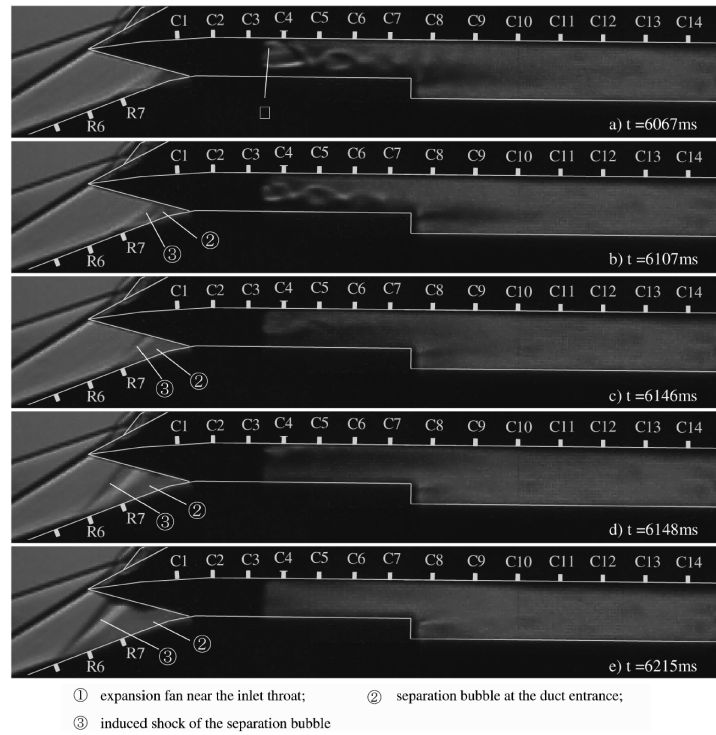 C1 C2 C3 C4 C5 C6 C7 C8 C9 C10 C11 C12 C13 C14
R6 R7
□
a) t =6067ms
C1 C2 C3 C4 C5 C6 C7 C8 C9 C10 C11 C12 C13 C14
R6 R7
③ ②
b) t =6107ms
C1 C2 C3 C4 C5 C6 C7 C8 C9 C10 C11 C12 C13 C14
R6 R7
③ ②
c) t =6146ms
C1 C2 C3 C4 C5 C6 C7 C8 C9 C10 C11 C12 C13 C14
R6 R7
③ ②
d) t =6148ms
C1 C2 C3 C4 C5 C6 C7 C8 C9 C10 C11 C12 C13 C14
R6 R7
③ ②
e) t =6215ms
① expansion fan near the inlet throat; ② separation bubble at the duct entrance;
③ induced shock of the separation bubble